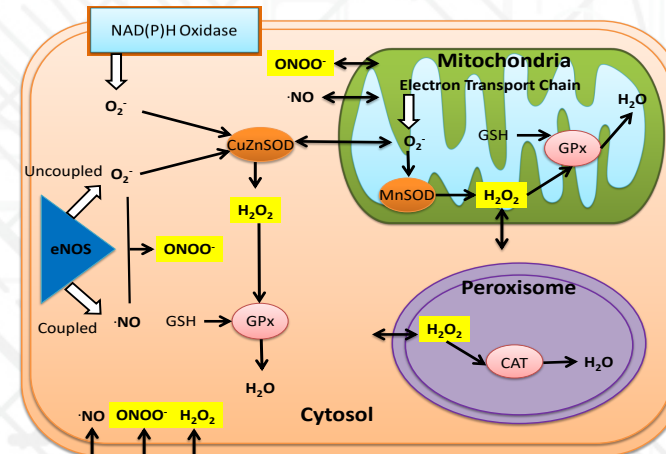 NAD(P)H Oxidase
ONOO⁻
Mitochondria
Electron Transport Chain
·NO
H₂O
O₂⁻
CuZnSOD
O₂⁻
GSH
GPx
Uncoupled
O₂⁻
MnSOD
H₂O₂
H₂O₂
eNOS
ONOO⁻
Peroxisome
Coupled
·NO
GSH
GPx
H₂O₂
CAT
H₂O
H₂O
·NO ONOO⁻ H₂O₂
Cytosol